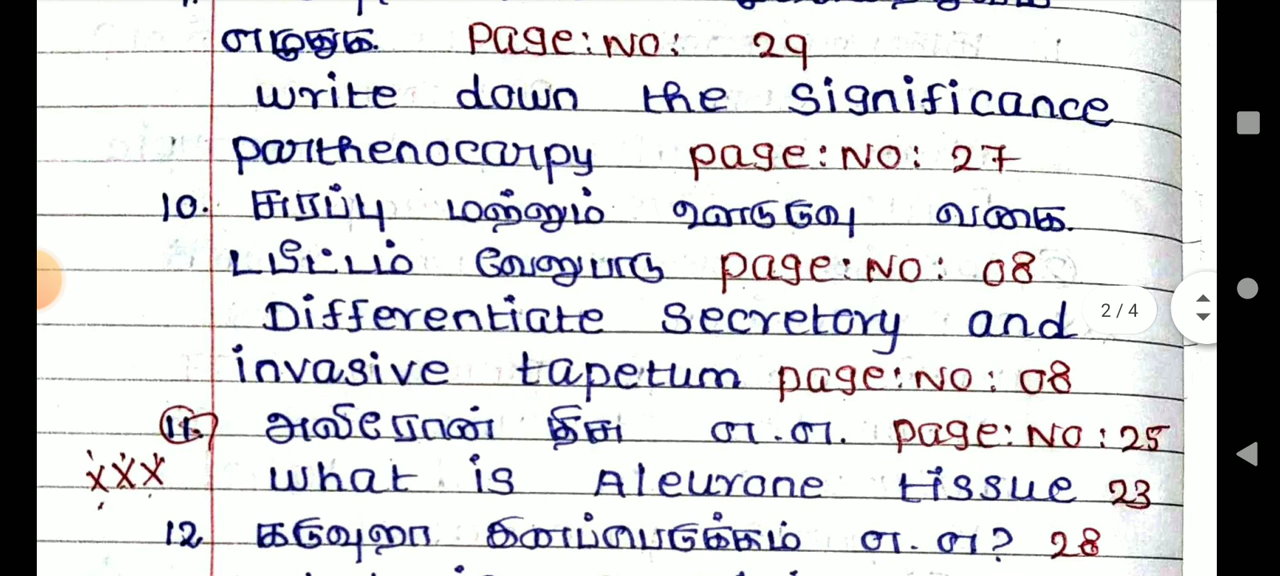 எழுதுக. Page: NO: 29
write down the significance
parthenocarpy page: NO: 27
10. சுரப்பு மற்றும் ஊடுருவு வகை
டபீட்டம் வேறுபாடு page: NO: 08
Differentiate secretory and
invasive tapetum page: NO: 08
11. அலிரோன் திசு எ.எ. page: NO: 25
xxx What is Aleurone tissue 23
12. கருவுறா இனப்பெருக்கம் எ.எ? 28
2/4